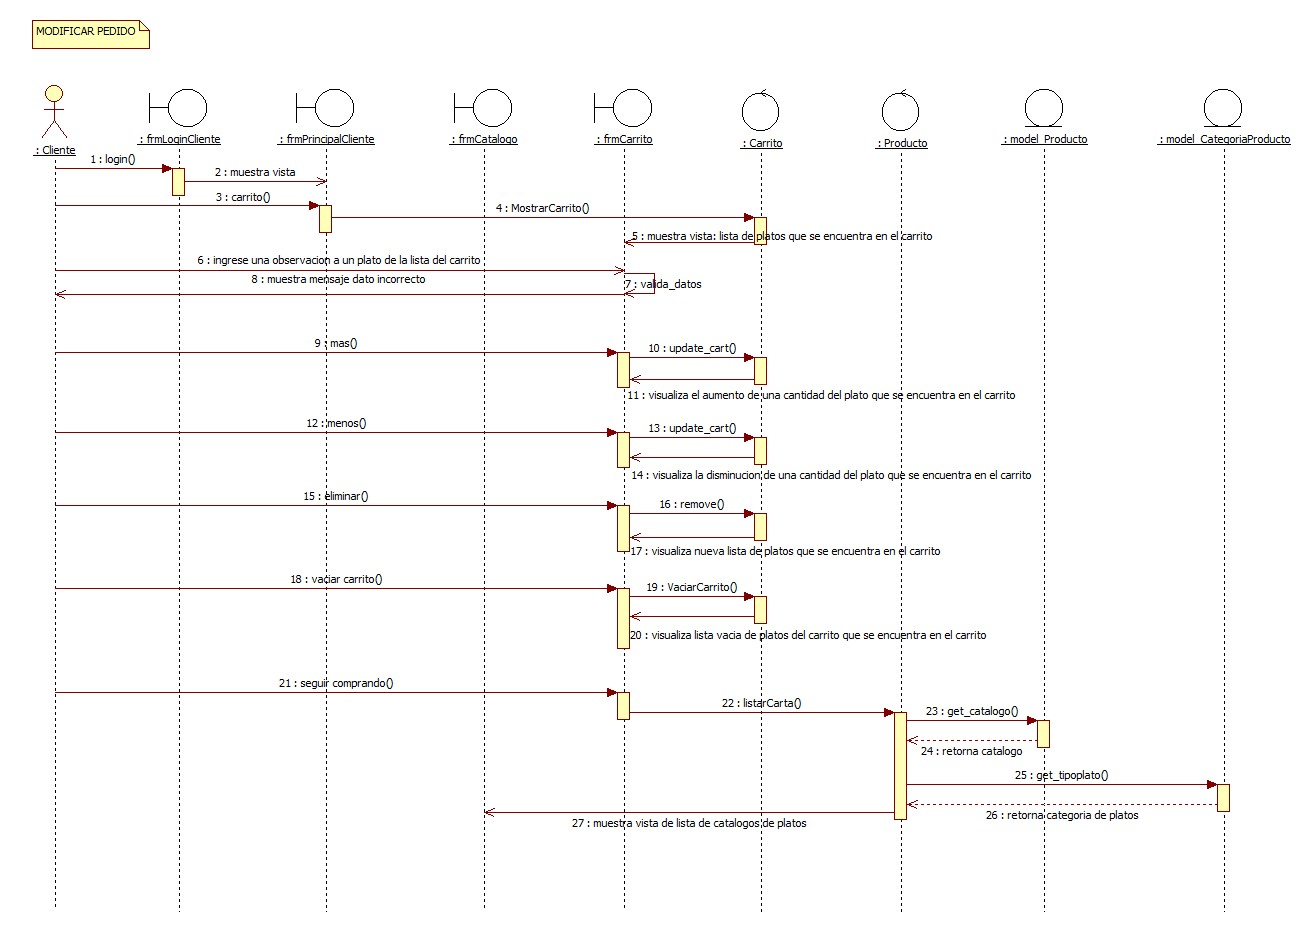 MODIFICAR PEDIDO
: Cliente
: frmLoginCliente
: frmPrincipalCliente
: frmCatalogo
: frmCarrito
: Carrito
: Producto
: model_Producto
: model_CategoriaProducto
1 : login()
2 : muestra vista
3 : carrito()
4 : MostrarCarrito()
5 : muestra vista: lista de platos que se encuentra en el carrito
6 : ingrese una observacion a un plato de la lista del carrito
7 : valida_datos
8 : muestra mensaje dato incorrecto
9 : mas()
10 : update_cart()
11 : visualiza el aumento de una cantidad del plato que se encuentra en el carrito
12 : menos()
13 : update_cart()
14 : visualiza la disminucion de una cantidad del plato que se encuentra en el carrito
15 : eliminar()
16 : remove()
17 : visualiza nueva lista de platos que se encuentra en el carrito
18 : vaciar carrito()
19 : VaciarCarrito()
20 : visualiza lista vacia de platos del carrito que se encuentra en el carrito
21 : seguir comprando()
22 : listarCarta()
23 : get_catalogo()
24 : retorna catalogo
25 : get_tipoplato()
26 : retorna categoria de platos
27 : muestra vista de lista de catalogos de platos